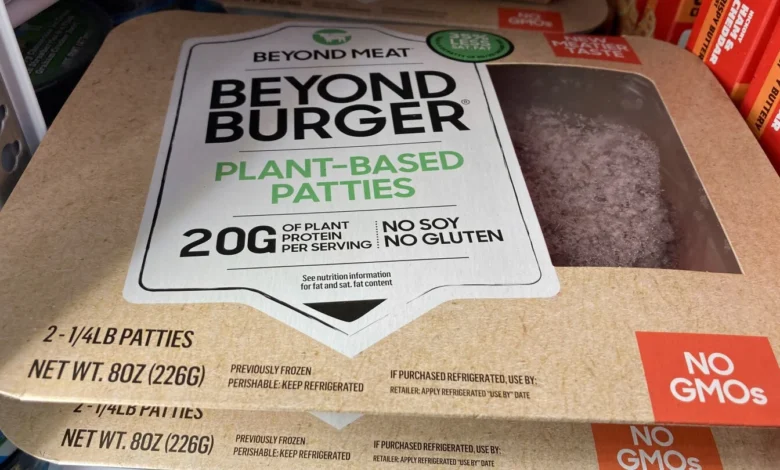 BEYOND MEAT
BEYOND
BURGER®
PLANT-BASED
PATTIES
20G OF PLANT
PROTEIN
PER SERVING
NO SOY
NO GLUTEN
See nutrition information
for fat and sat. fat content
2 - 1/4LB PATTIES
NET WT. 8OZ (226G)
PREVIOUSLY FROZEN
PERISHABLE: KEEP REFRIGERATED
IF PURCHASED REFRIGERATED, USE BY:
RETAILER: APPLY REFRIGERATED "USE BY" DATE
NO
GMOs
NO GMOs
HAM &
CHEDDAR
2 - 1/4LB PATTIES
NET WT. 8OZ (226G)
PREVIOUSLY FROZEN
PERISHABLE: KEEP REFRIGERATED
IF PURCHASED REFRIGERATED, USE BY:
RETAILER: APPLY REFRIGERATED "USE BY" DATE
NO
GMOs